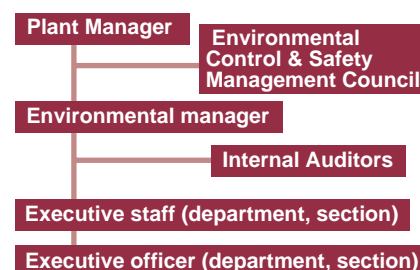 Plant Manager
Environmental
Control & Safety
Management Council
Environmental manager
Internal Auditors
Executive staff (department, section)
Executive officer (department, section)